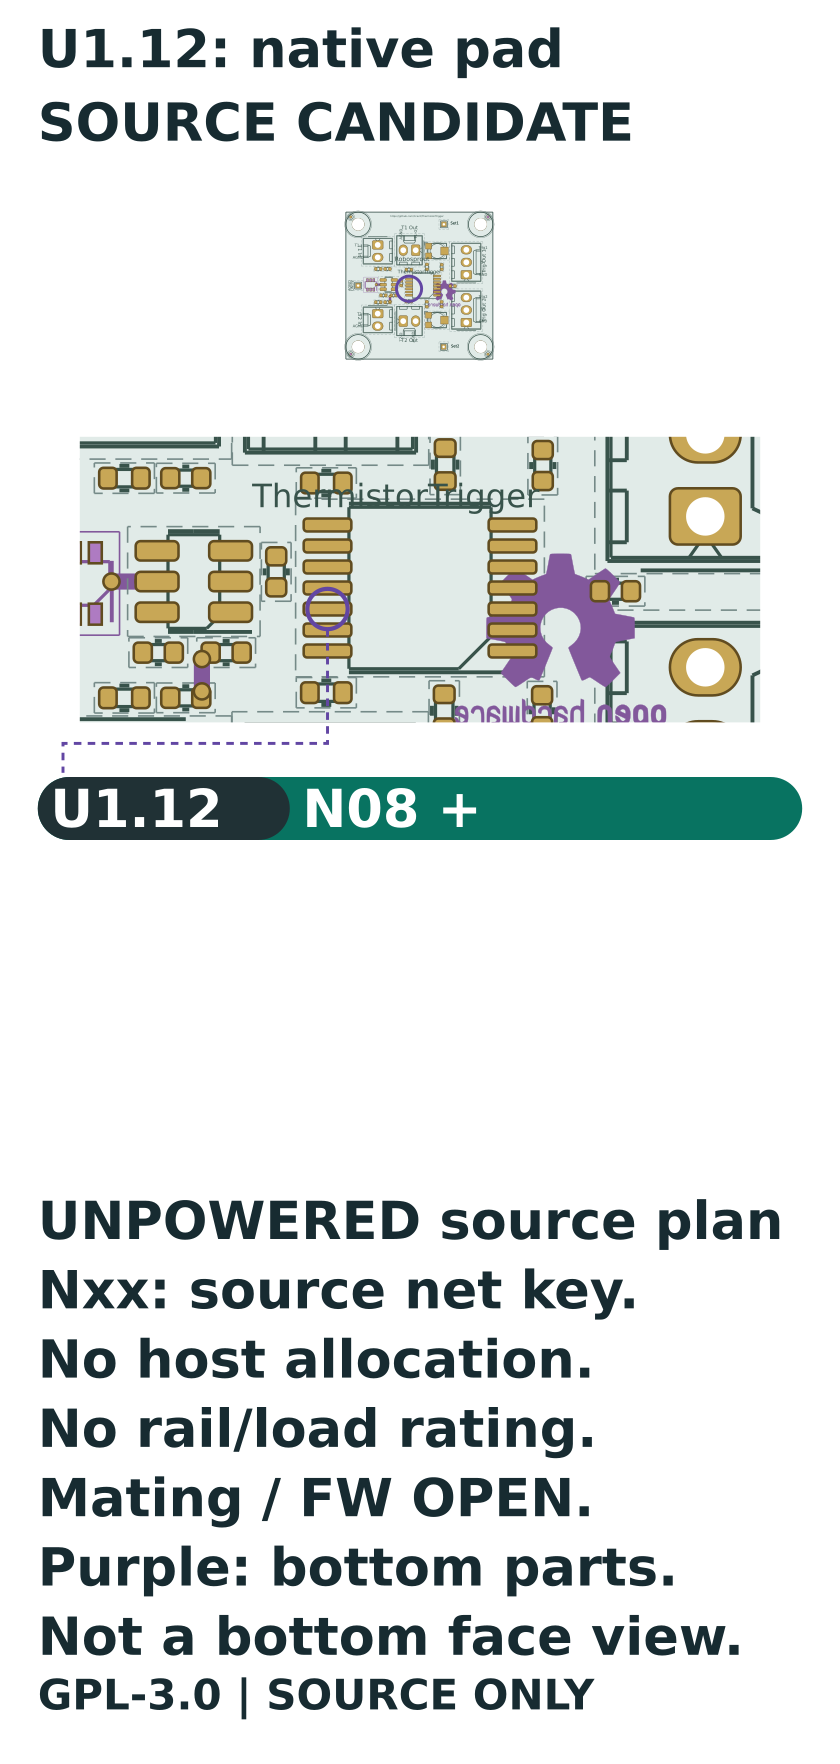 U1.12: native pad
SOURCE CANDIDATE
ThermistorTrigger
open hardware
U1.12 N08 +
UNPOWERED source plan
Nxx: source net key.
No host allocation.
No rail/load rating.
Mating / FW OPEN.
Purple: bottom parts.
Not a bottom face view.
GPL-3.0 | SOURCE ONLY